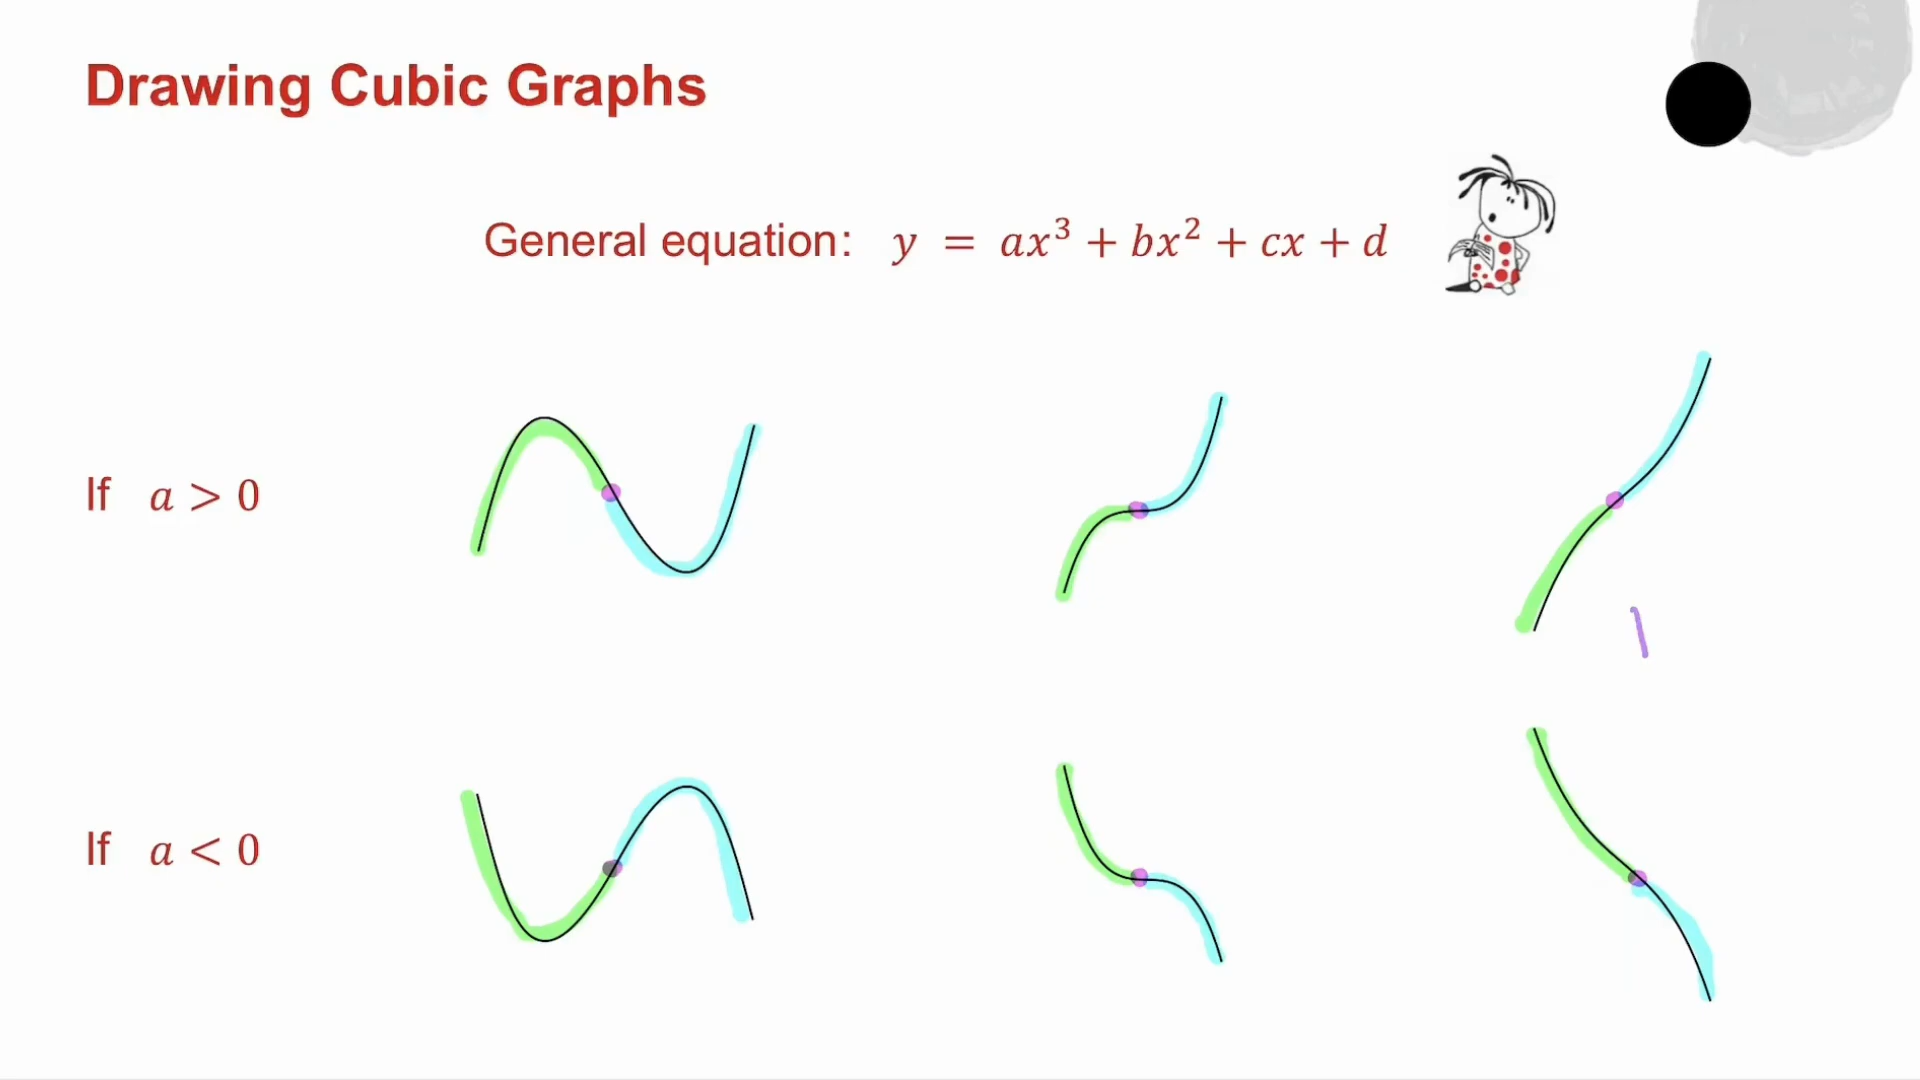 Drawing Cubic Graphs
General equation: y = ax³ + bx² + cx + d
If a > 0
If a < 0